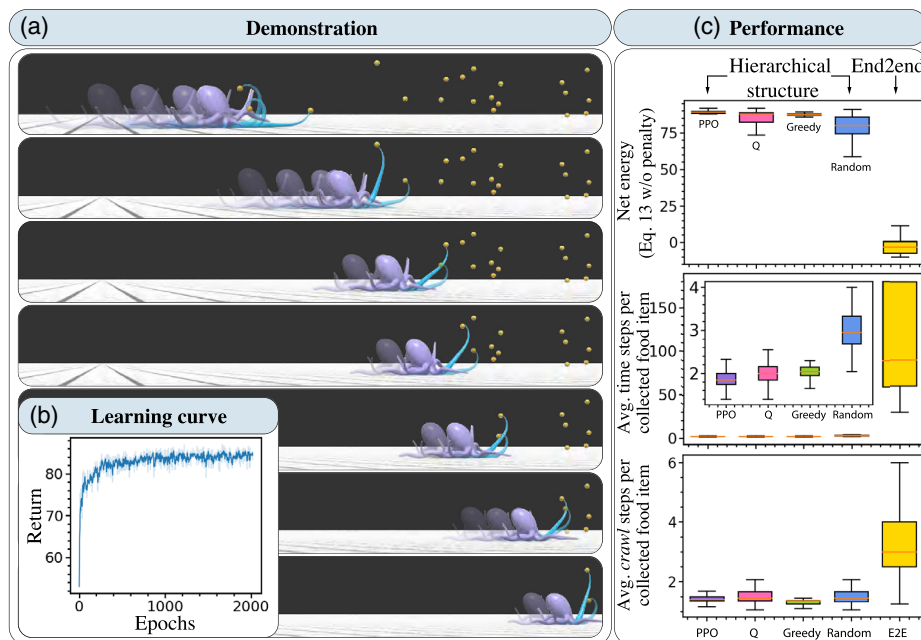 (a)
Demonstration
(b)
Learning curve
Return
80
60
0
1000
2000
Epochs
(c)
Performance
Hierarchical
structure
End2end
Net energy
(Eq. 13 w/o penalty)
75
50
25
0
PPO
Q
Greedy
Random
Avg. time steps per
collected food item
150
100
50
0
4
3
2
PPO
Q
Greedy
Random
Avg. crawl steps per
collected food item
6
4
2
PPO
Q
Greedy
Random
E2E